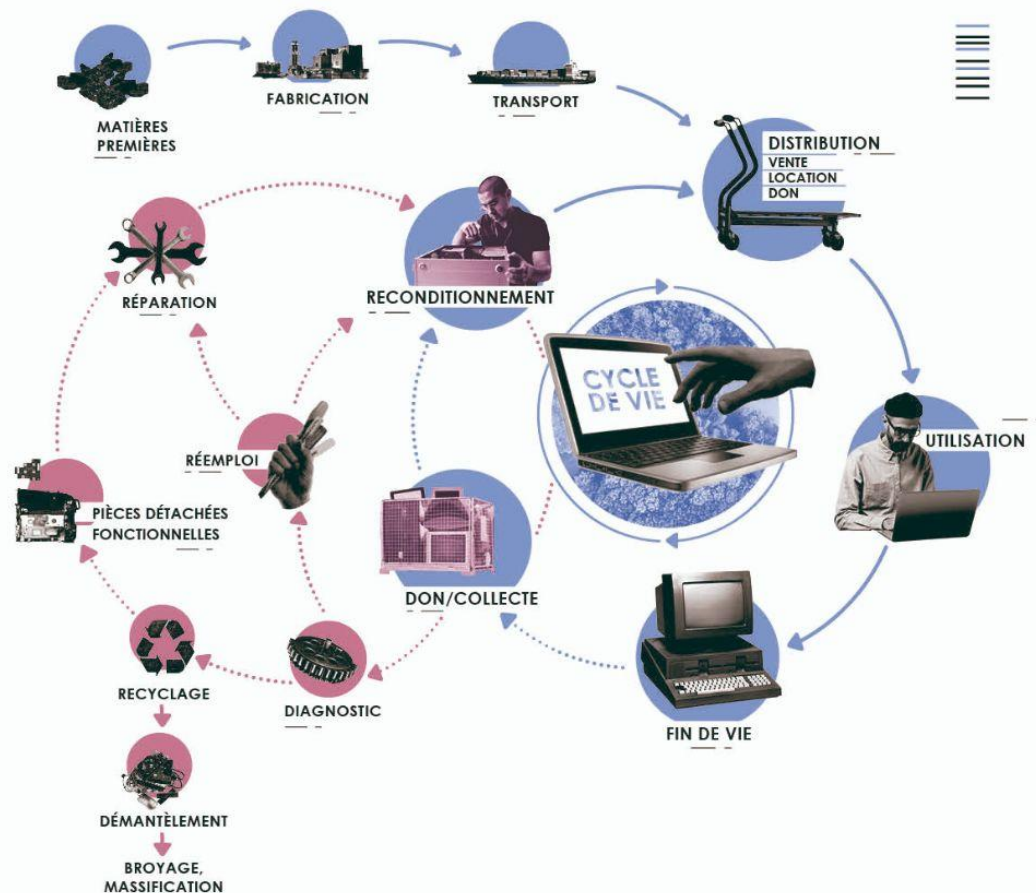 MATIÈRES
PREMIÈRES
FABRICATION
TRANSPORT
DISTRIBUTION
VENTE
LOCATION
DON
RÉPARATION
RECONDITIONNEMENT
CYCLE
DE VIE
UTILISATION
RÉEMPLOI
PIÈCES DÉTACHÉES
FONCTIONNELLES
DON/COLLECTE
RECYCLAGE
DIAGNOSTIC
FIN DE VIE
DÉMANTÈLEMENT
BROYAGE,
MASSIFICATION